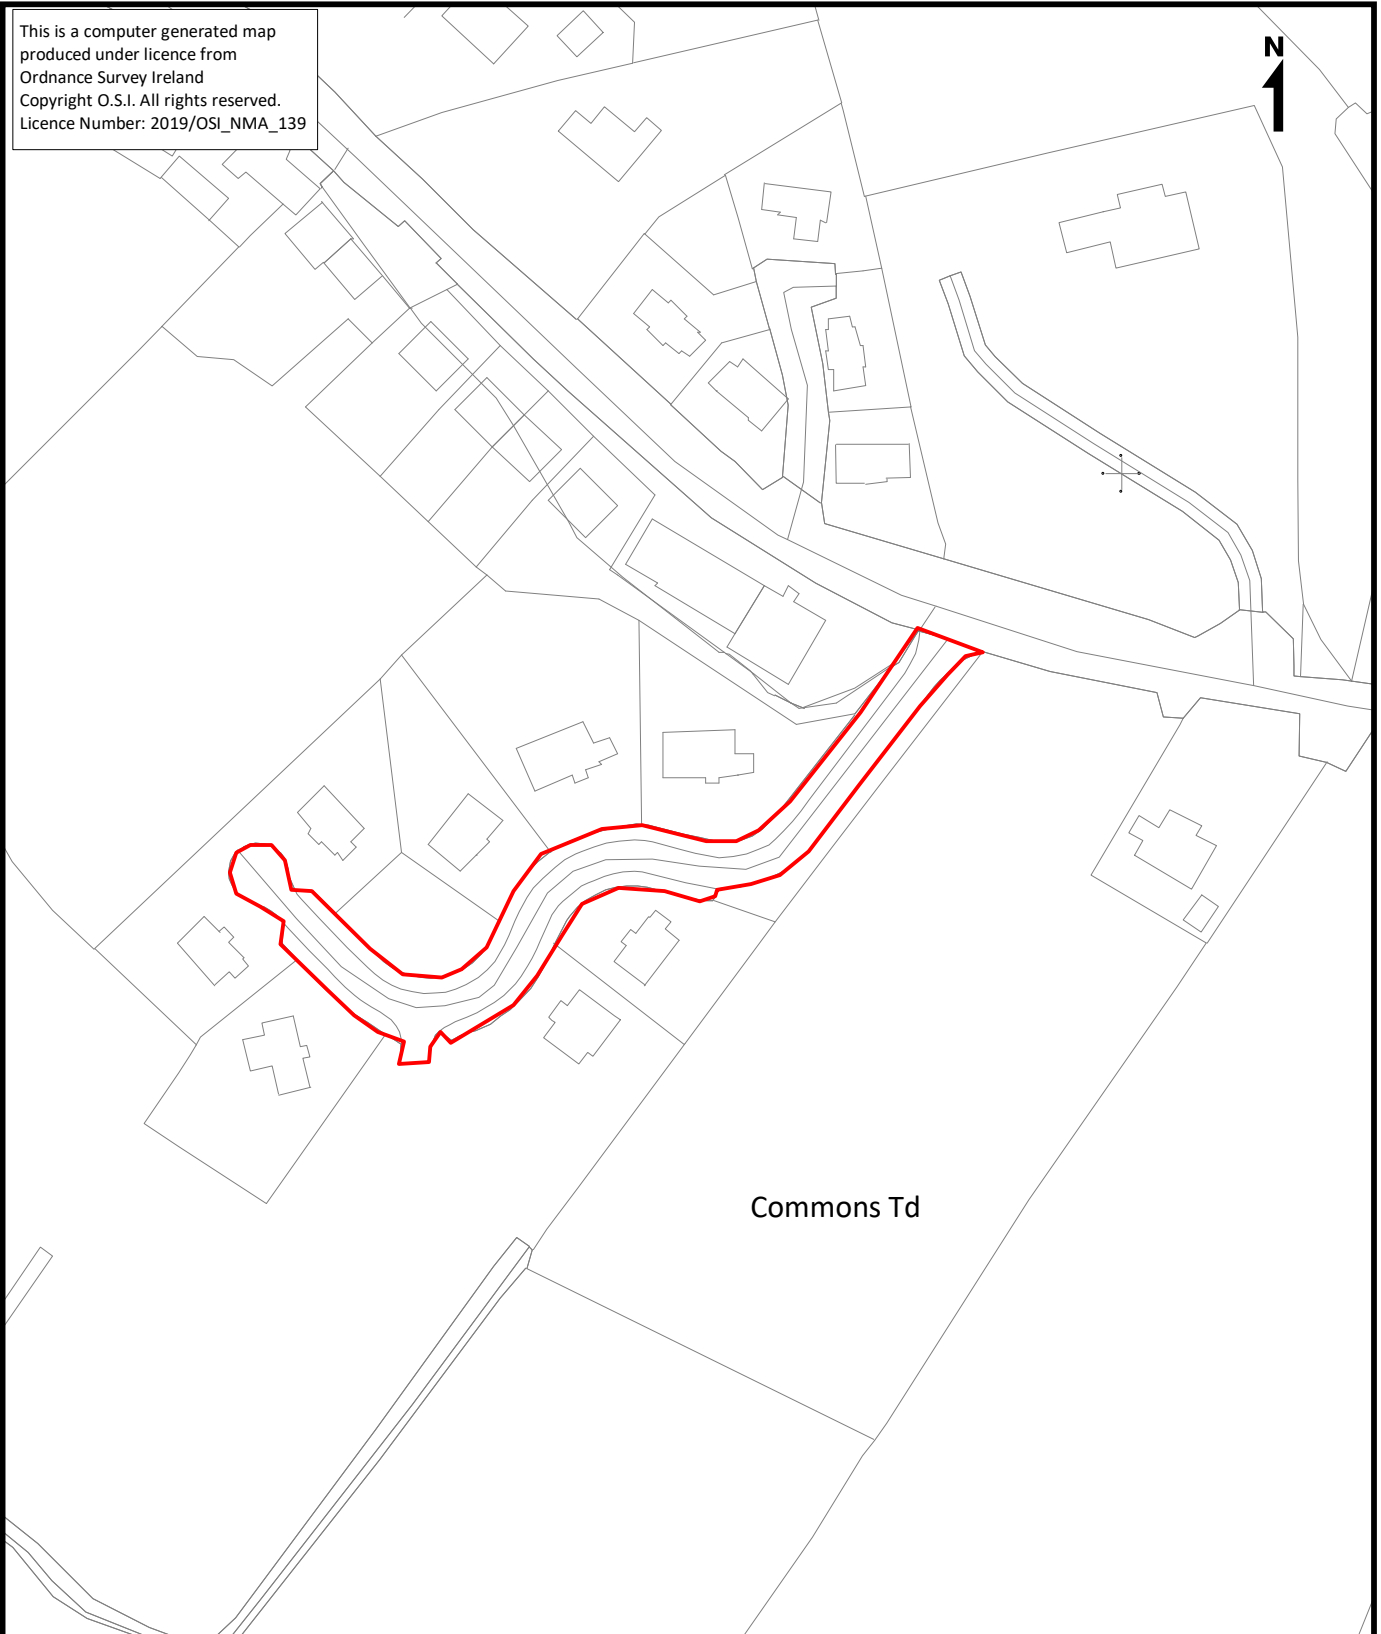 This is a computer generated map
produced under licence from
Ordnance Survey Ireland
Copyright O.S.I. All rights reserved.
Licence Number: 2019/OSI_NMA_139
N
Commons Td